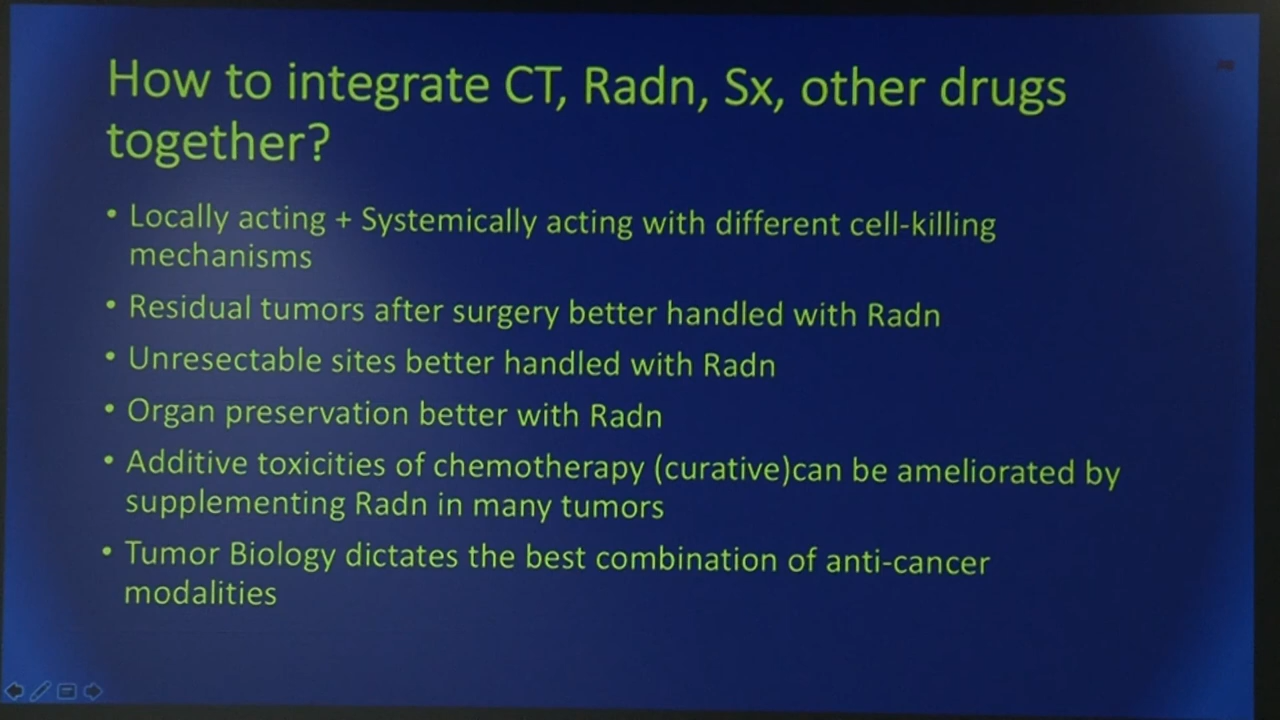 How to integrate CT, Radn, Sx, other drugs
together?
• Locally acting + Systemically acting with different cell-killing
mechanisms
• Residual tumors after surgery better handled with Radn
• Unresectable sites better handled with Radn
• Organ preservation better with Radn
• Additive toxicities of chemotherapy (curative)can be ameliorated by
supplementing Radn in many tumors
• Tumor Biology dictates the best combination of anti-cancer
modalities